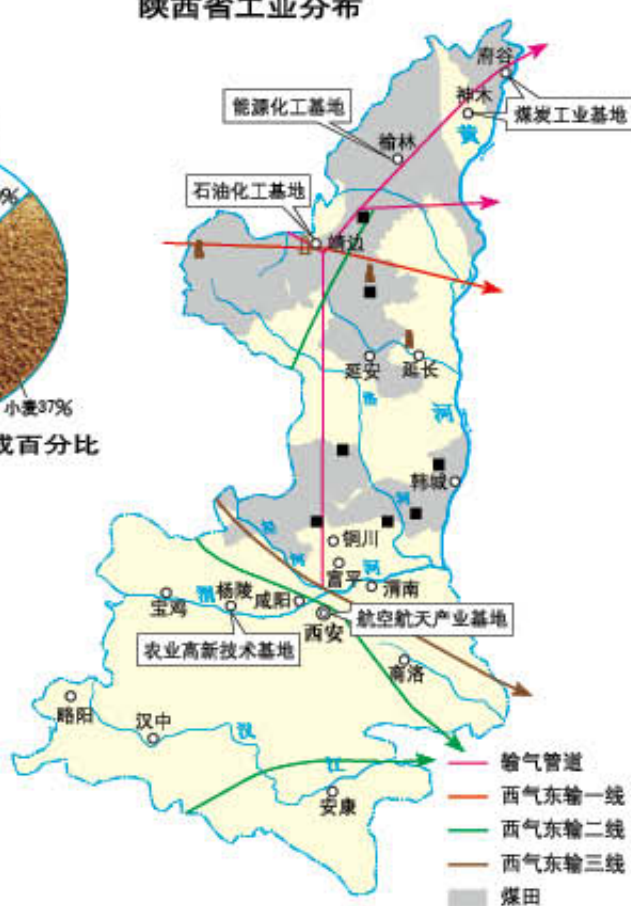 陕西省工业分布
府谷
神木
能源化工基地
煤炭工业基地
黄
榆林
石油化工基地
靖边
小麦37%
成百分比
延安
延长
洛
河
韩城
河
泾
河
铜川
富平
河
渭南
渭
杨陵
咸阳
宝鸡
西安
航空航天产业基地
农业高新技术基地
商洛
略阳
汉中
汉
江
安康
输气管道
西气东输一线
西气东输二线
西气东输三线
煤田